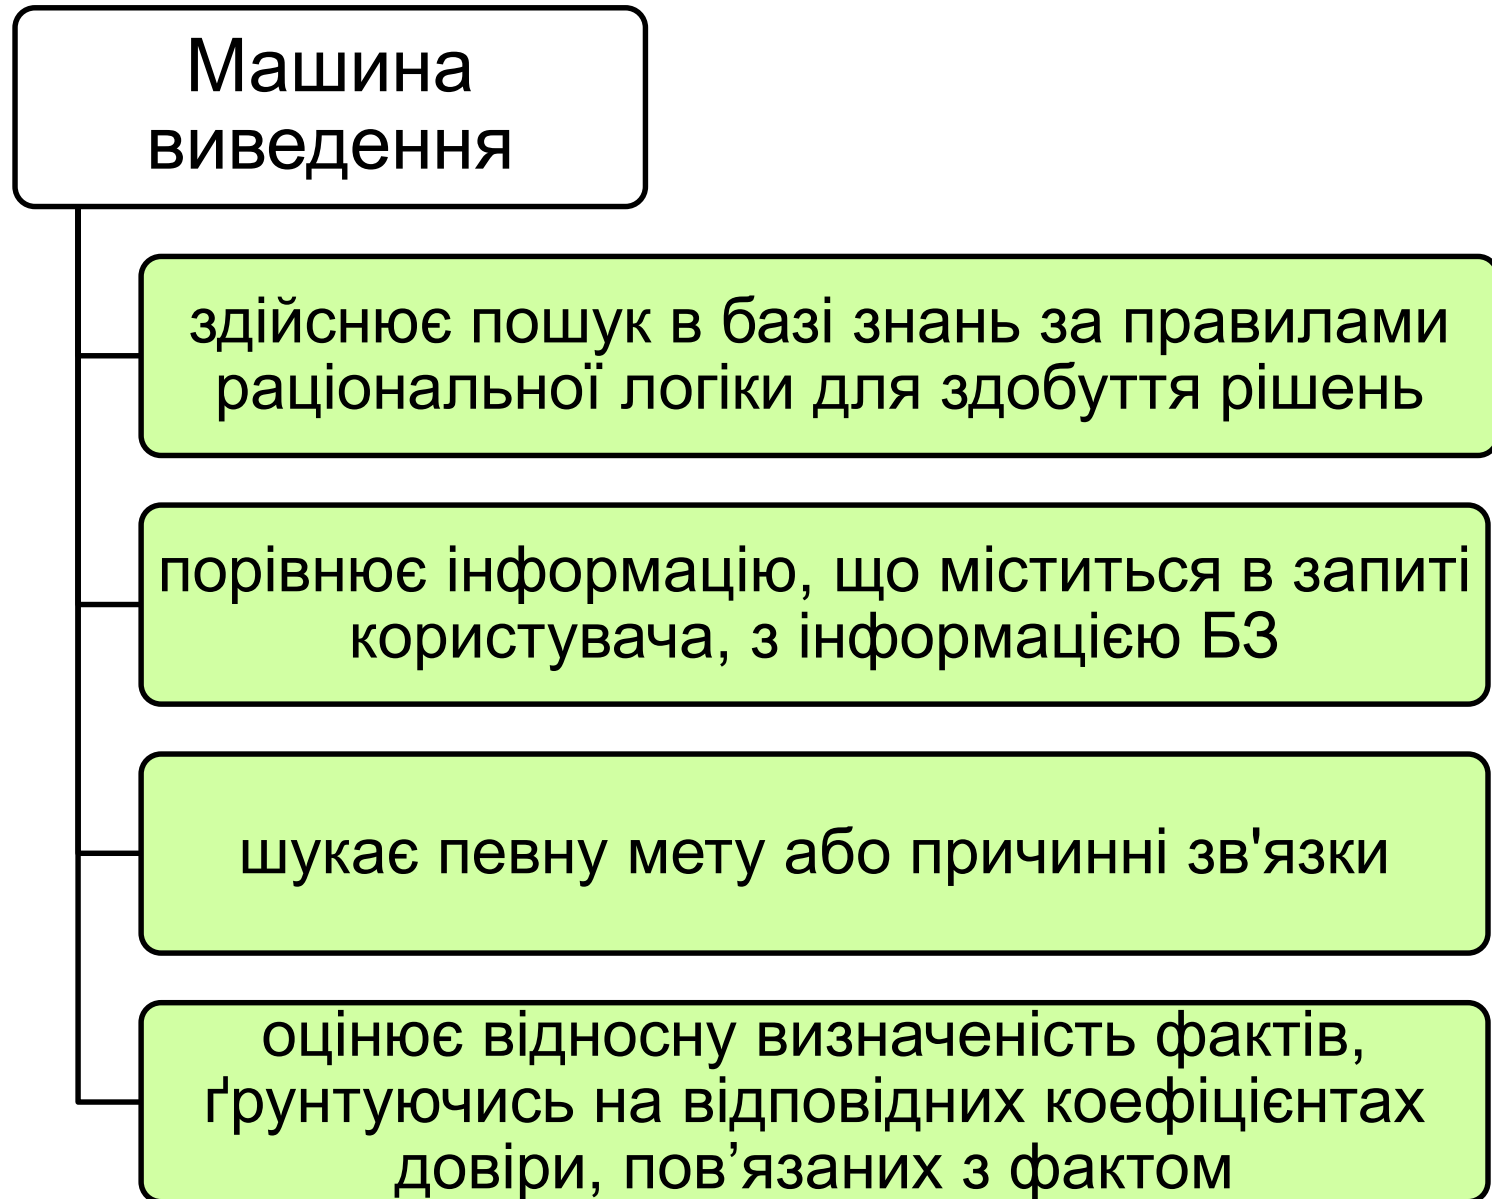 Машина
виведення
здійснює пошук в базі знань за правилами
раціональної логіки для здобуття рішень
порівнює інформацію, що міститься в запиті
користувача, з інформацією БЗ
шукає певну мету або причинні зв'язки
оцінює відносну визначеність фактів,
ґрунтуючись на відповідних коефіцієнтах
довіри, пов’язаних з фактом